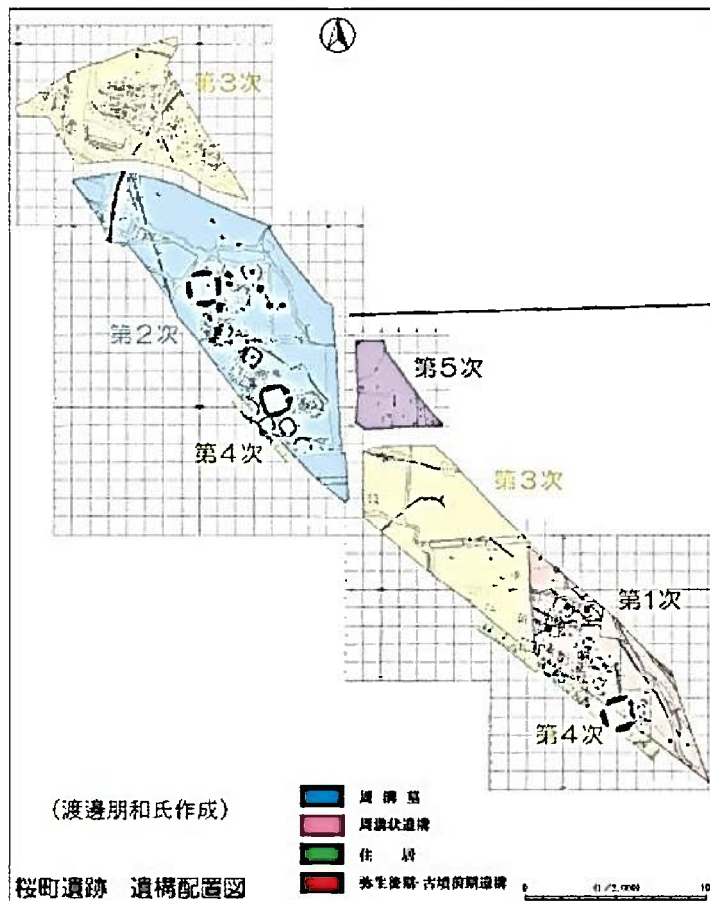 第3次
第2次
第5次
第4次
第3次
第1次
第4次
(渡邊朋和氏作成)
周溝墓
周溝状遺構
住居
弥生後期・古墳前期遺構
桜町遺跡 遺構配置図
0